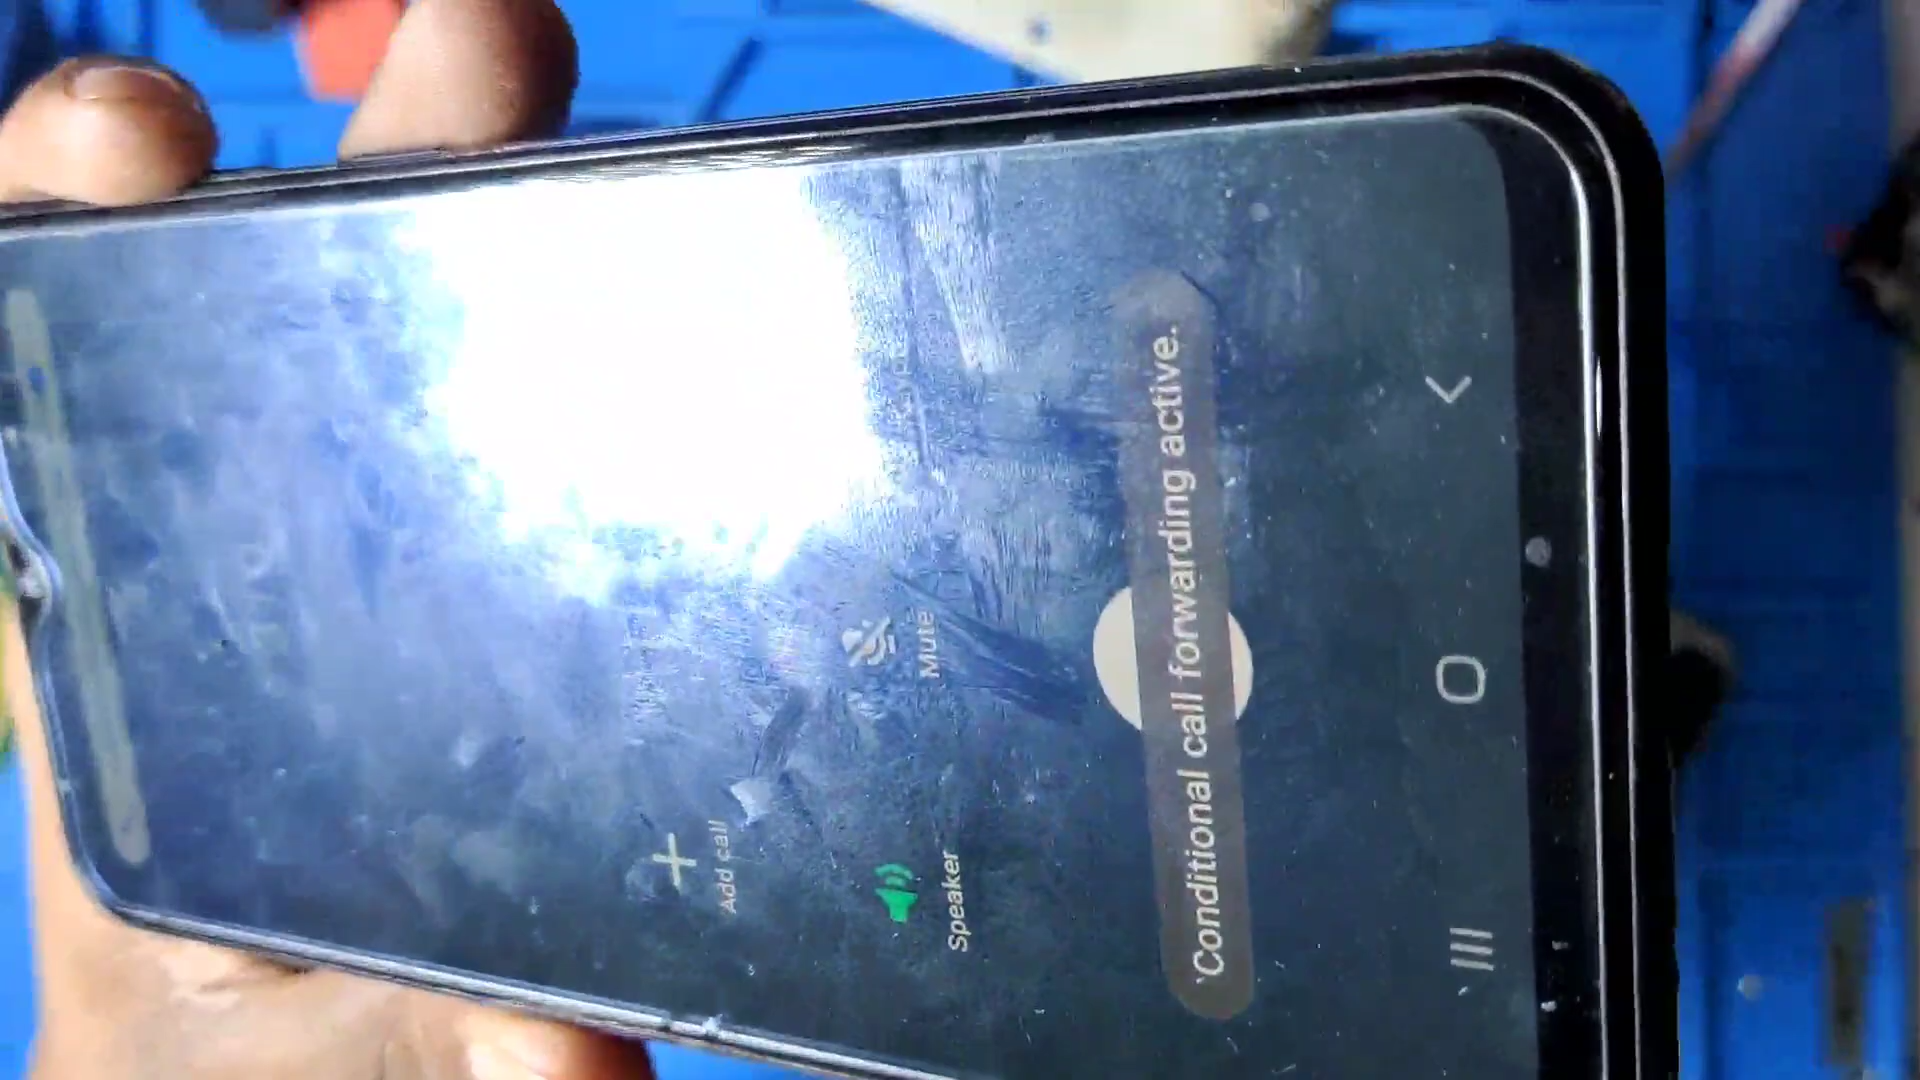 Add call
Speaker
Mute
Conditional call forwarding active.